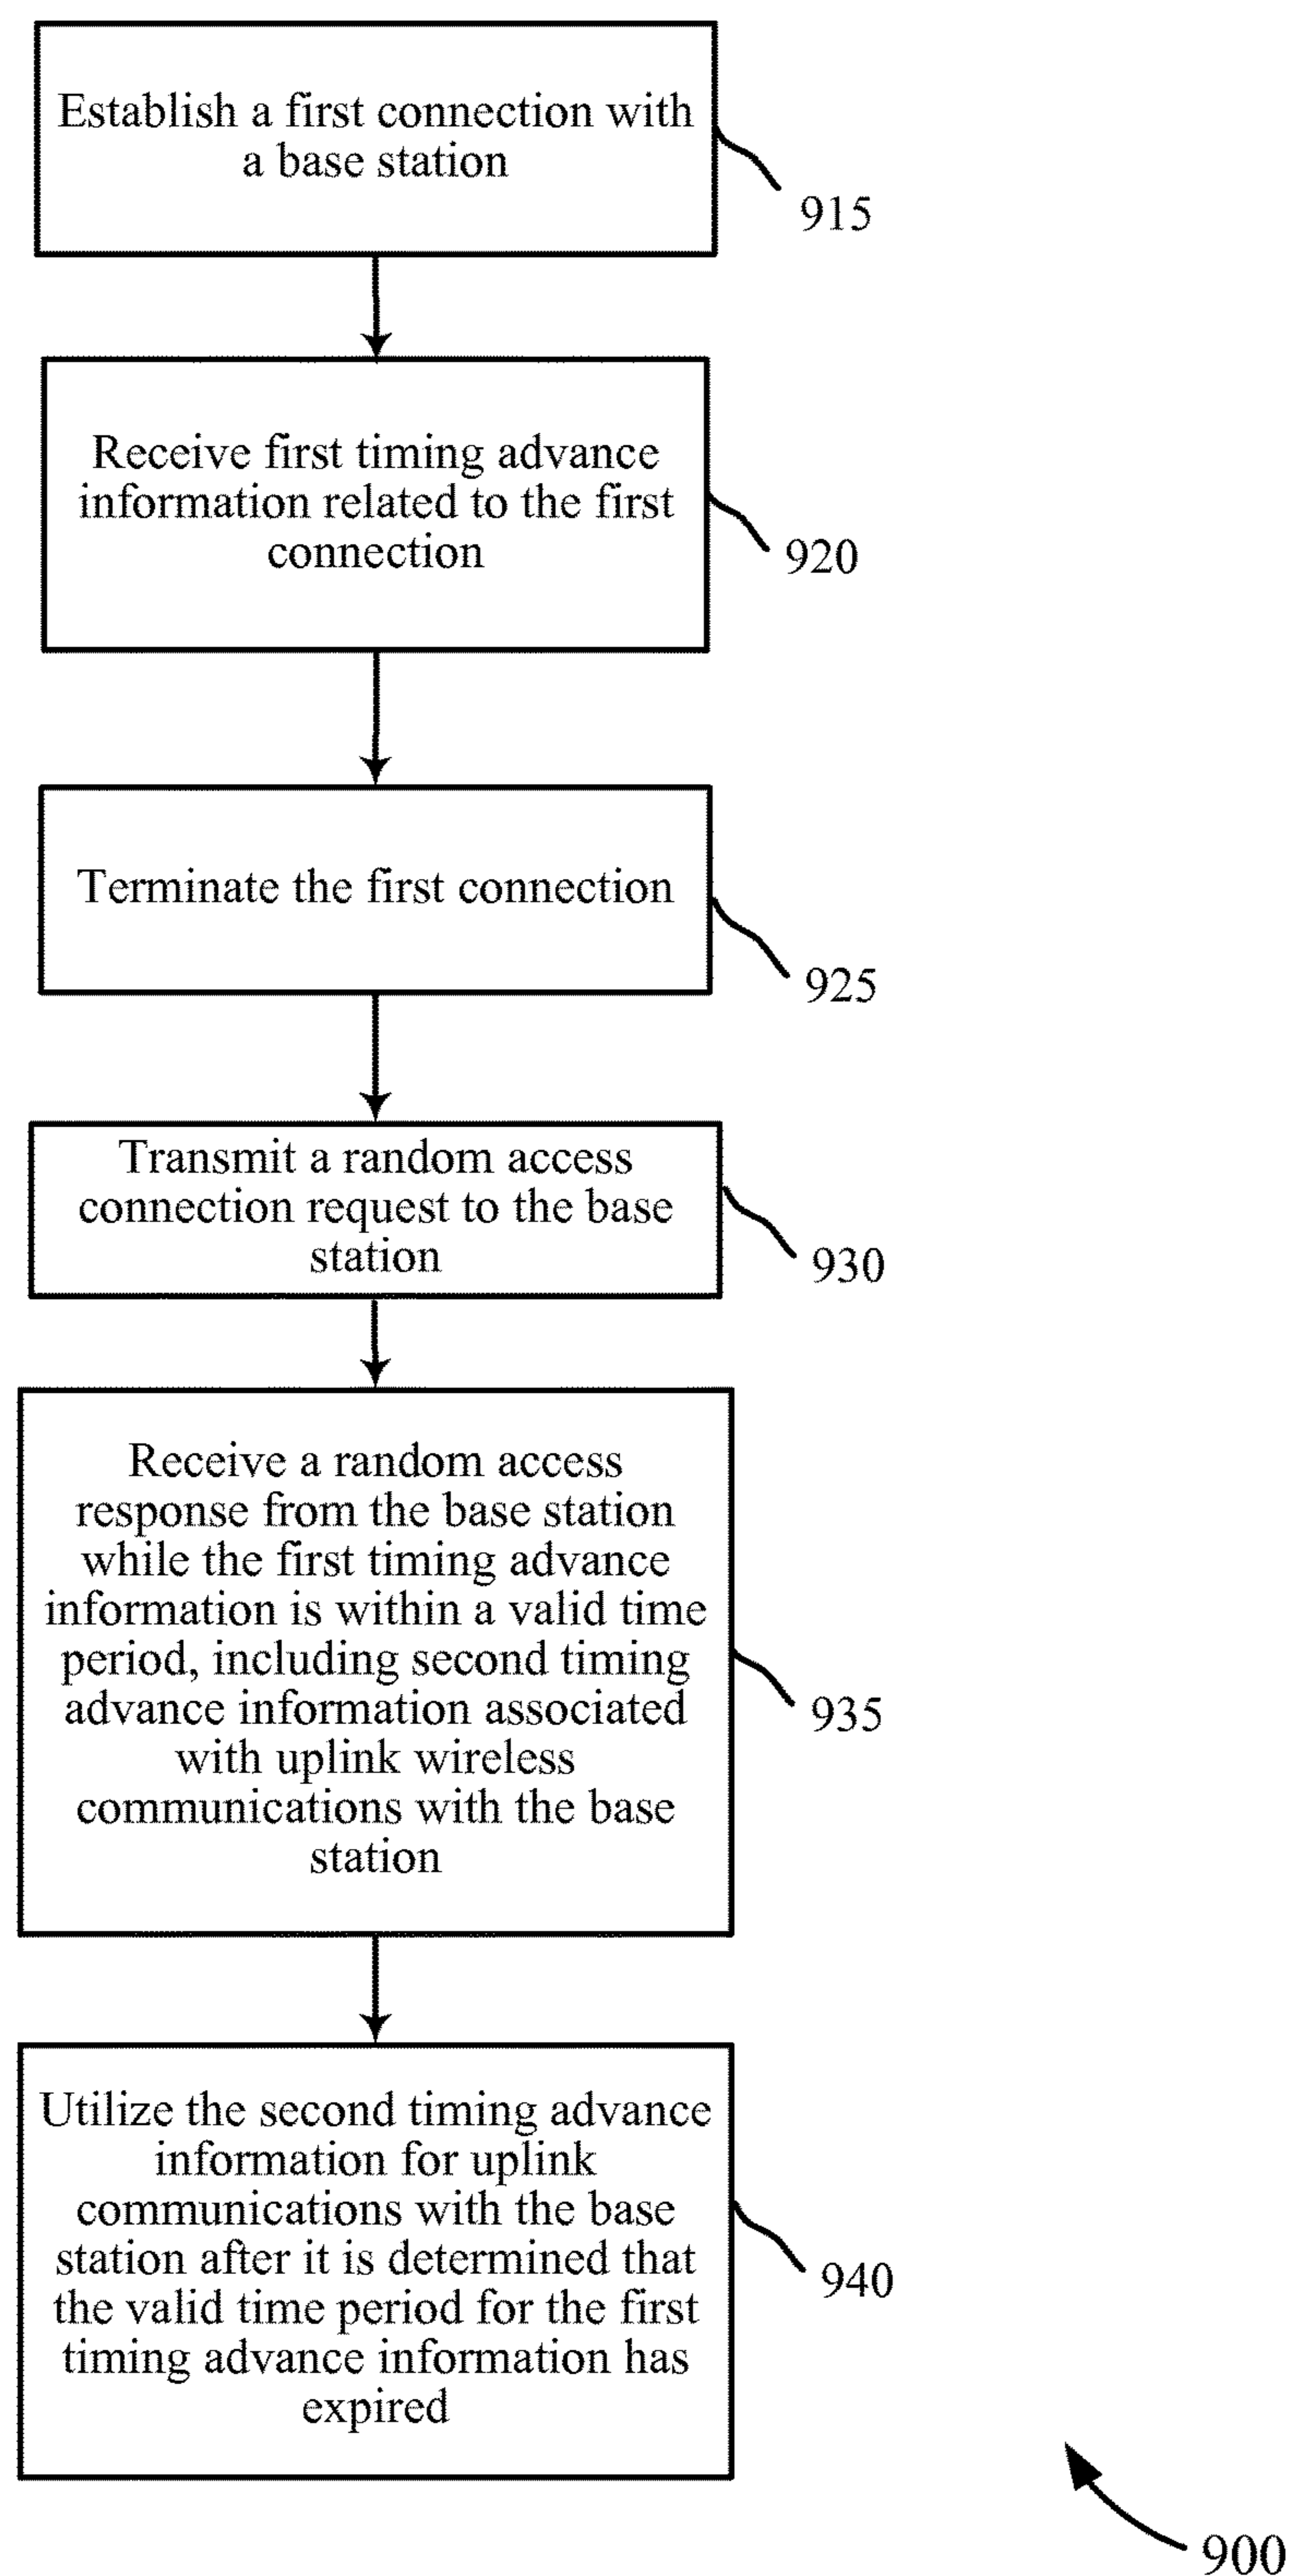 Establish a first connection with
a base station
915
Receive first timing advance
information related to the first
connection
920
Terminate the first connection
925
Transmit a random access
connection request to the base
station
930
Receive a random access
response from the base station
while the first timing advance
information is within a valid time
period, including second timing
advance information associated
with uplink wireless
communications with the base
station
935
Utilize the second timing advance
information for uplink
communications with the base
station after it is determined that
the valid time period for the first
timing advance information has
expired
940
900